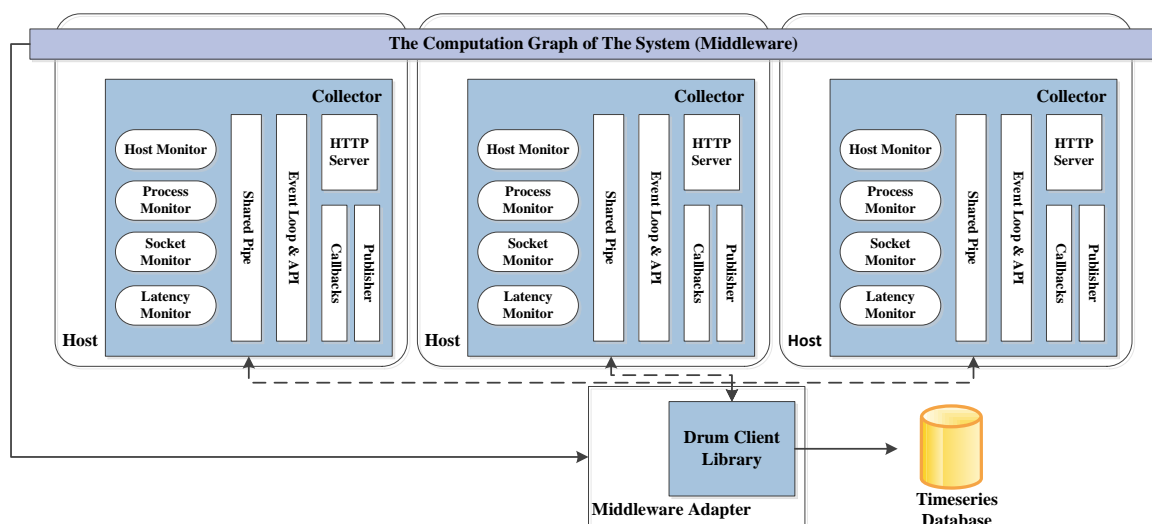 The Computation Graph of The System (Middleware)
Collector
Host Monitor
Process
Monitor
Socket
Monitor
Latency
Monitor
Shared Pipe
Event Loop & API
HTTP
Server
Callbacks
Publisher
Host
Collector
Host Monitor
Process
Monitor
Socket
Monitor
Latency
Monitor
Shared Pipe
Event Loop & API
HTTP
Server
Callbacks
Publisher
Host
Collector
Host Monitor
Process
Monitor
Socket
Monitor
Latency
Monitor
Shared Pipe
Event Loop & API
HTTP
Server
Callbacks
Publisher
Host
Drum Client
Library
Middleware Adapter
Timeseries
Database